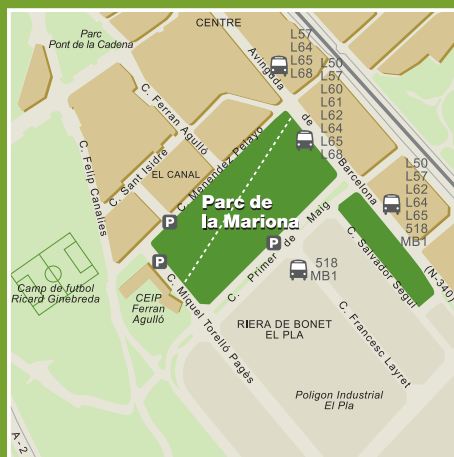 CENTRE
Parc
Pont de la Cadena
L57
L64
L65
L68
Avinguda de Barcelona (N-340)
L50
L57
L60
L61
L62
L64
L65
L68
C. Ferran Agulló
C. Felip Canalies
C. Sant Isidre
EL CANAL
C. Menéndez Pelayo
L50
L57
L62
L64
L65
518
MB1
Parc de
la Mariona
P
P
P
C. Primer de Maig
C. Salvador Seguí
518
MB1
Camp de futbol
Ricard Ginebreda
CEIP
Ferran
Agulló
C. Miquel Torelló Pagès
RIERA DE BONET
EL PLA
C. Francesc Layret
Poligon Industrial
El Pla
A-2